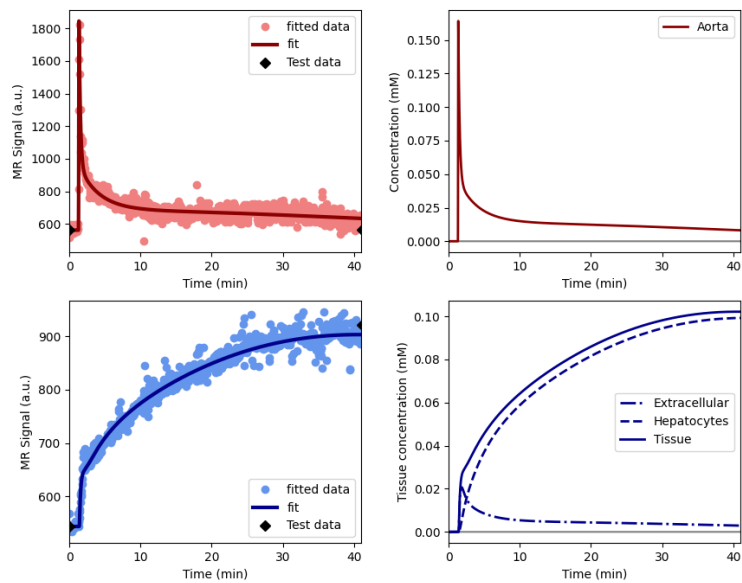 1800
1600
1400
1200
1000
800
600
MR Signal (a.u.)
fitted data
fit
Test data
0 10 20 30 40
Time (min)
0.150
0.125
0.100
0.075
0.050
0.025
0.000
Concentration (mM)
Aorta
0 10 20 30 40
Time (min)
900
800
700
600
MR Signal (a.u.)
fitted data
fit
Test data
0 10 20 30 40
Time (min)
0.10
0.08
0.06
0.04
0.02
0.00
Tissue concentration (mM)
Extracellular
Hepatocytes
Tissue
0 10 20 30 40
Time (min)